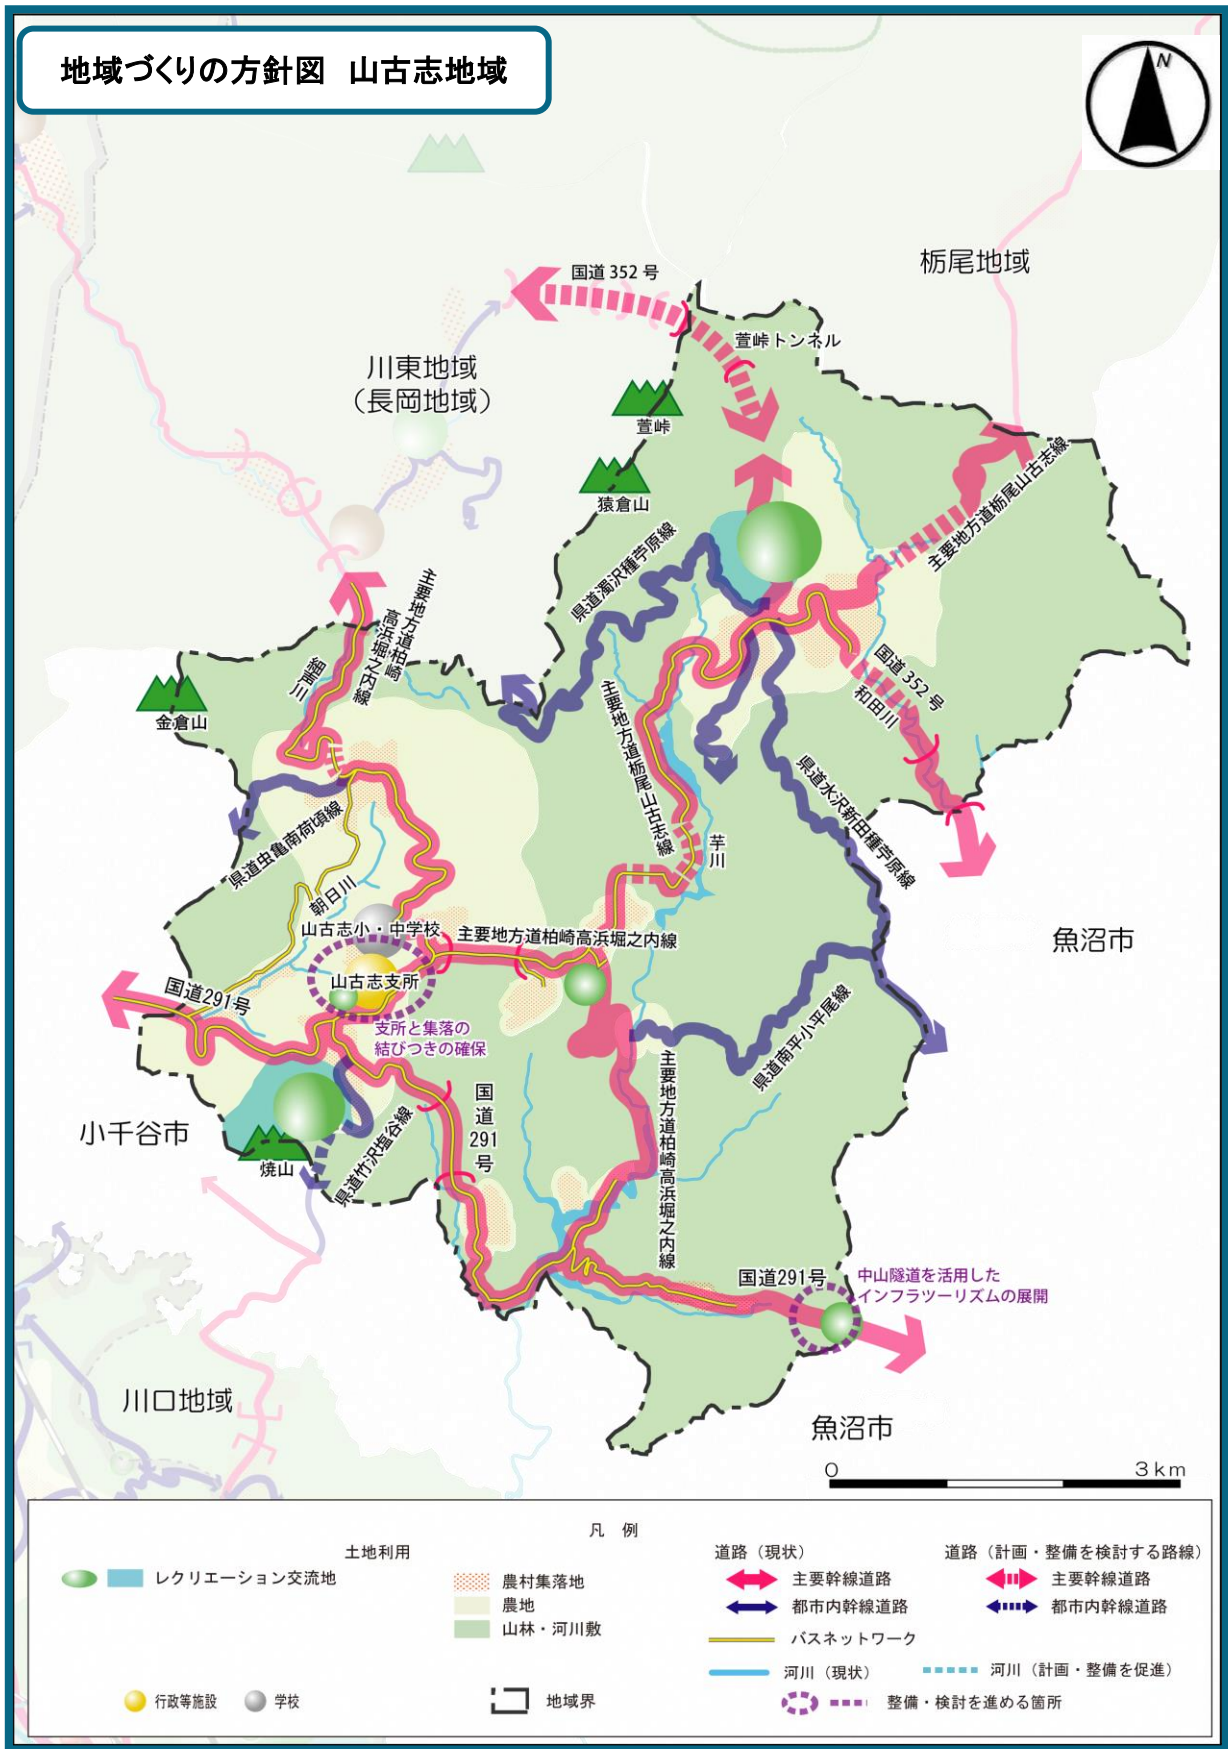 地域づくりの方針図　山古志地域
N
栃尾地域
国道352号
萱峠トンネル
川東地域
（長岡地域）
萱峠
猿倉山
主要地方道栃尾山古志線
県道濁沢種苧原線
主要地方道柏崎
高浜堀之内線
国道352号
和田川
金倉山
主要地方道栃尾山古志線
県道水沢新田種苧原線
芋川
県道虫亀南荷頃線
朝日川
山古志小・中学校
主要地方道柏崎高浜堀之内線
魚沼市
山古志支所
国道291号
支所と集落の
結びつきの確保
県道南平小平尾線
主要地方道柏崎高浜堀之内線
国道291号
小千谷市
県道竹沢塩谷線
焼山
国道291号
中山隧道を活用した
インフラツーリズムの展開
川口地域
魚沼市
0　3km
凡　例
土地利用
道路（現状）
道路（計画・整備を検討する路線）
レクリエーション交流地
農村集落地
主要幹線道路
主要幹線道路
農地
都市内幹線道路
都市内幹線道路
山林・河川敷
バスネットワーク
河川（現状）
河川（計画・整備を促進）
行政等施設
学校
地域界
整備・検討を進める箇所